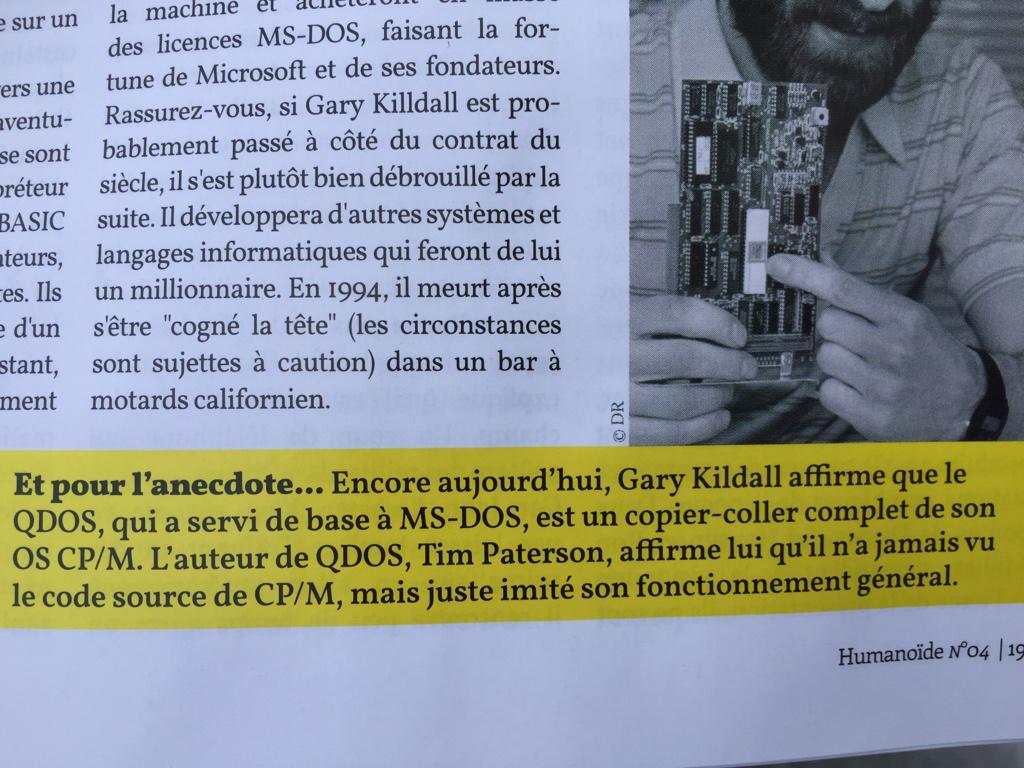 e sur un
ers une
aventu-
se sont
préteur
BASIC
ateurs,
tes. Ils
e d'un
stant,
ment
la machine et achèteront en masse
des licences MS-DOS, faisant la for-
tune de Microsoft et de ses fondateurs.
Rassurez-vous, si Gary Killdall est pro-
bablement passé à côté du contrat du
siècle, il s'est plutôt bien débrouillé par la
suite. Il développera d'autres systèmes et
langages informatiques qui feront de lui
un millionnaire. En 1994, il meurt après
s'être "cogné la tête" (les circonstances
sont sujettes à caution) dans un bar à
motards californien.
© DR
Et pour l'anecdote... Encore aujourd'hui, Gary Kildall affirme que le
QDOS, qui a servi de base à MS-DOS, est un copier-coller complet de son
OS CP/M. L'auteur de QDOS, Tim Paterson, affirme lui qu'il n'a jamais vu
le code source de CP/M, mais juste imité son fonctionnement général.
Humanoïde N°04 | 19